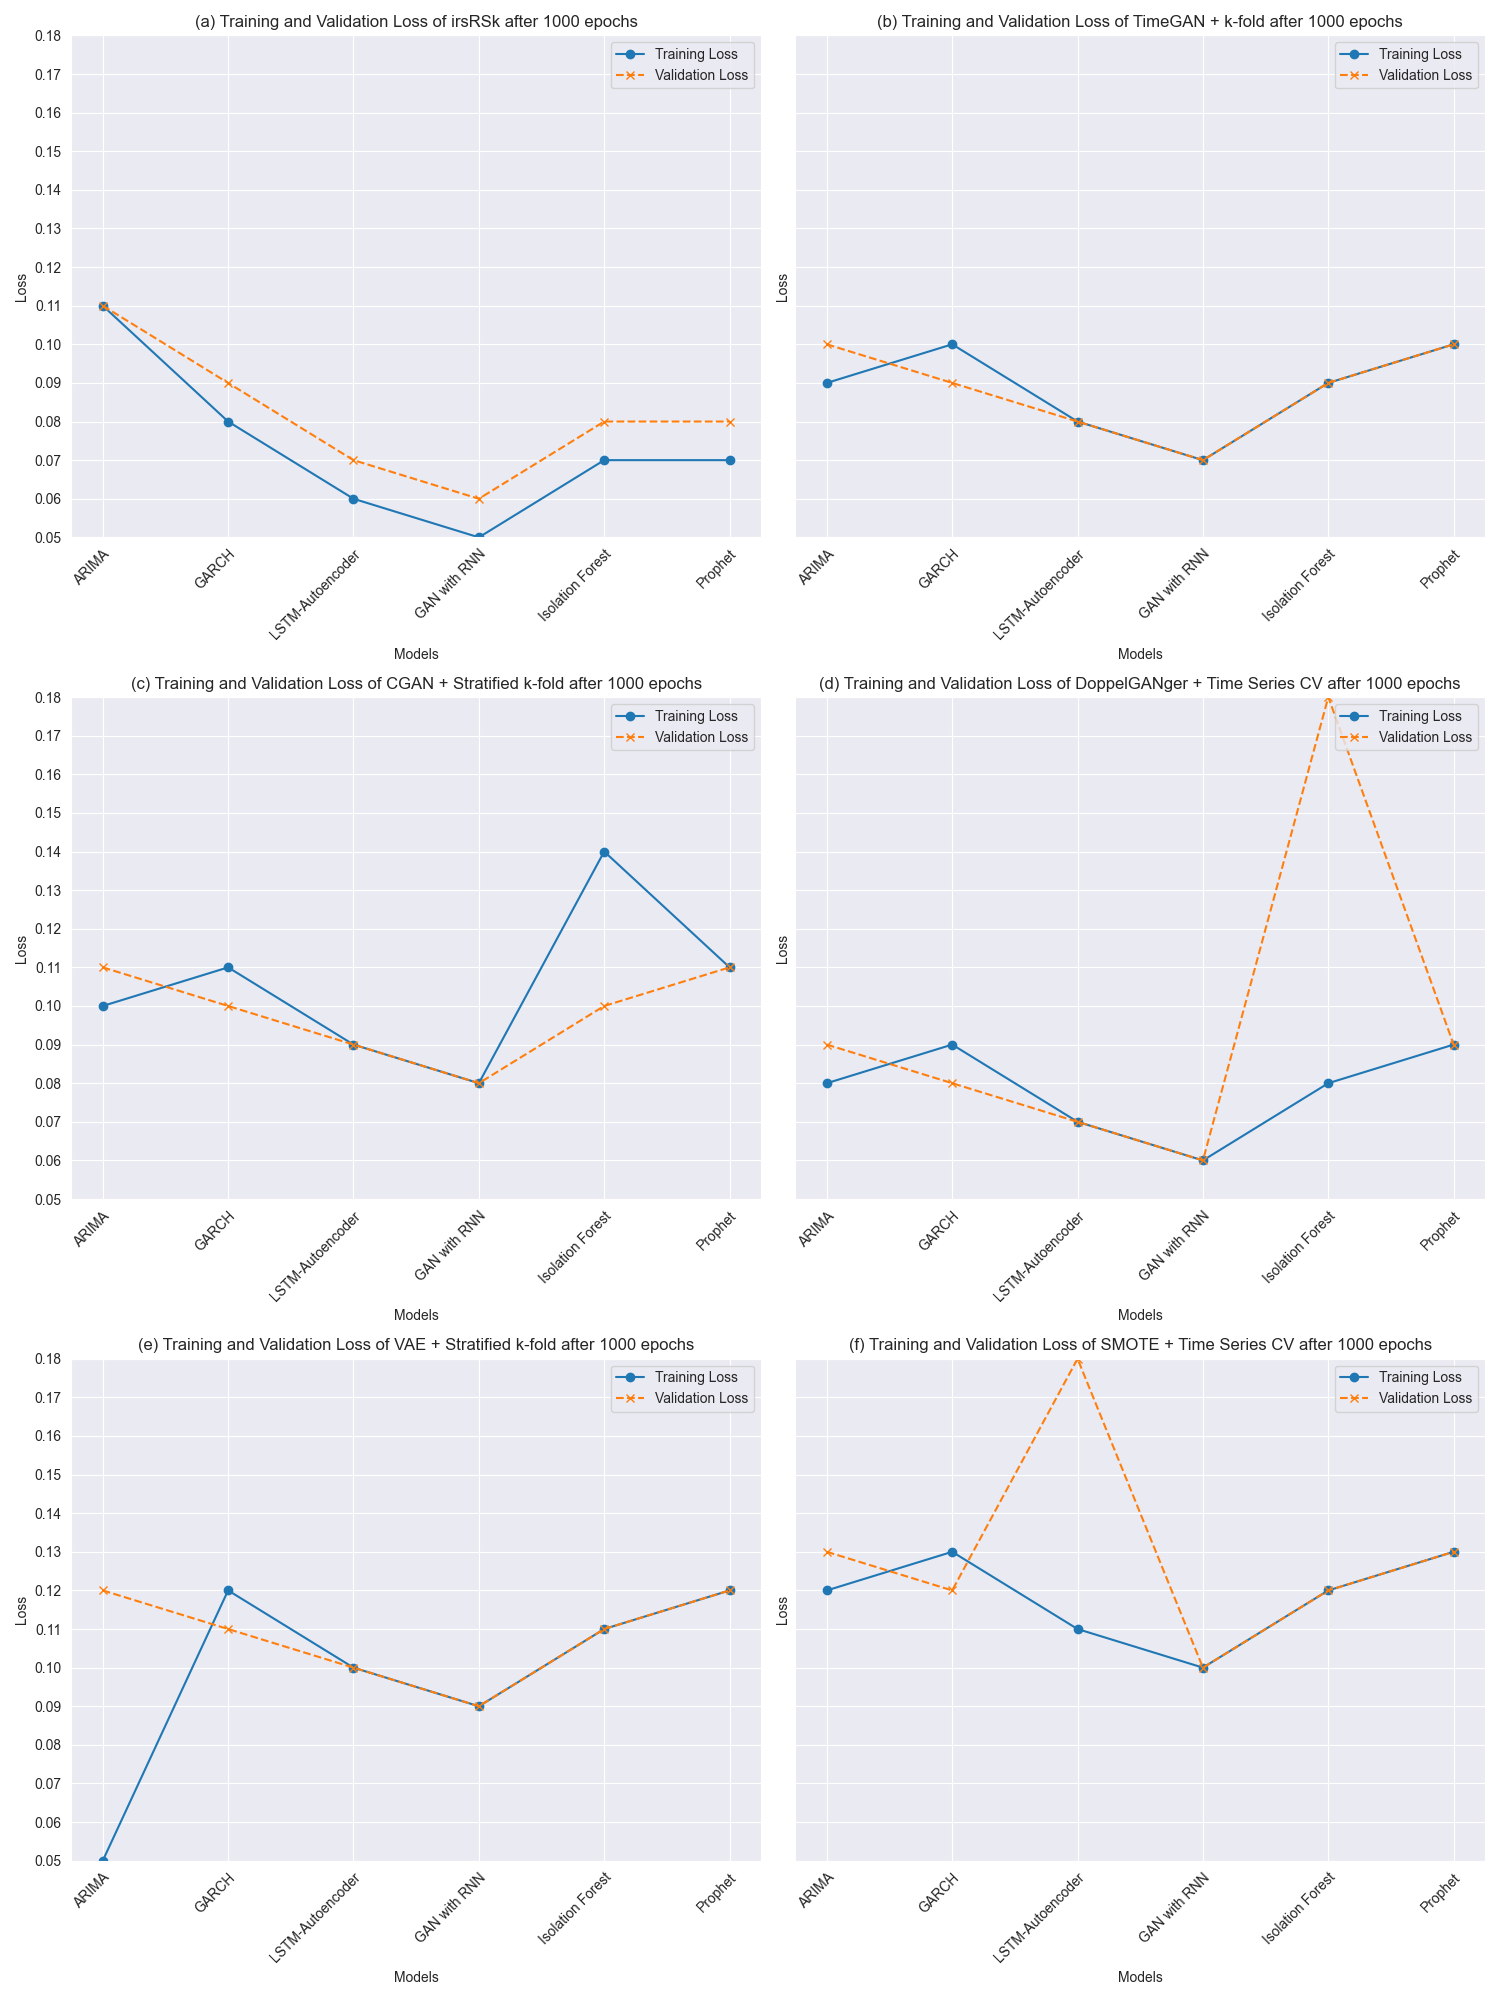 (a) Training and Validation Loss of irsRSk after 1000 epochs
0.18
0.17
0.16
0.15
0.14
0.13
0.12
0.11
0.10
0.09
0.08
0.07
0.06
0.05
Loss
Training Loss
Validation Loss
ARIMA
GARCH
LSTM-Autoencoder
GAN with RNN
Isolation Forest
Prophet
Models
(b) Training and Validation Loss of TimeGAN + k-fold after 1000 epochs
Loss
Training Loss
Validation Loss
ARIMA
GARCH
LSTM-Autoencoder
GAN with RNN
Isolation Forest
Prophet
Models
(c) Training and Validation Loss of CGAN + Stratified k-fold after 1000 epochs
0.18
0.17
0.16
0.15
0.14
0.13
0.12
0.11
0.10
0.09
0.08
0.07
0.06
0.05
Loss
Training Loss
Validation Loss
ARIMA
GARCH
LSTM-Autoencoder
GAN with RNN
Isolation Forest
Prophet
Models
(d) Training and Validation Loss of DoppelGANger + Time Series CV after 1000 epochs
Loss
Training Loss
Validation Loss
ARIMA
GARCH
LSTM-Autoencoder
GAN with RNN
Isolation Forest
Prophet
Models
(e) Training and Validation Loss of VAE + Stratified k-fold after 1000 epochs
0.18
0.17
0.16
0.15
0.14
0.13
0.12
0.11
0.10
0.09
0.08
0.07
0.06
0.05
Loss
Training Loss
Validation Loss
ARIMA
GARCH
LSTM-Autoencoder
GAN with RNN
Isolation Forest
Prophet
Models
(f) Training and Validation Loss of SMOTE + Time Series CV after 1000 epochs
Loss
Training Loss
Validation Loss
ARIMA
GARCH
LSTM-Autoencoder
GAN with RNN
Isolation Forest
Prophet
Models